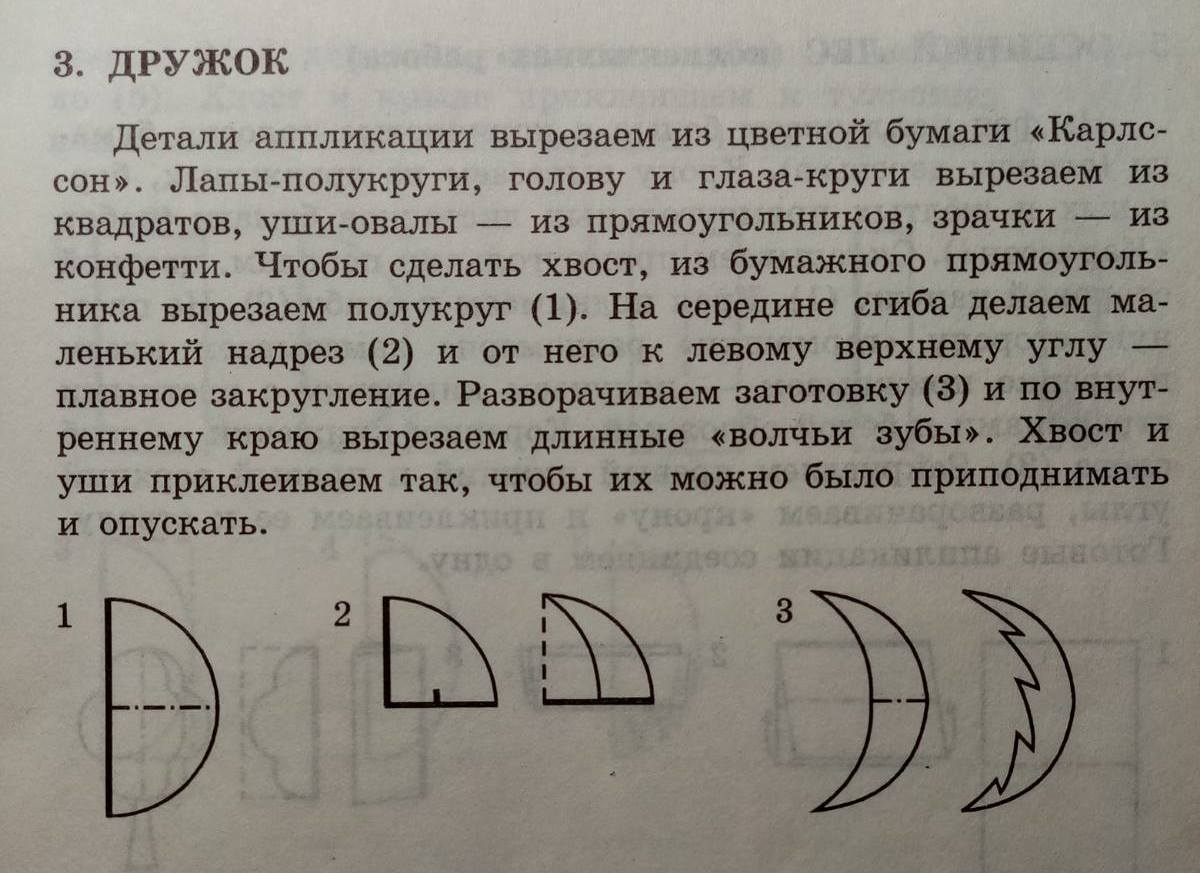 3. ДРУЖОК
Детали аппликации вырезаем из цветной бумаги «Карлс-
сон». Лапы-полукруги, голову и глаза-круги вырезаем из
квадратов, уши-овалы — из прямоугольников, зрачки — из
конфетти. Чтобы сделать хвост, из бумажного прямоуголь-
ника вырезаем полукруг (1). На середине сгиба делаем ма-
ленький надрез (2) и от него к левому верхнему углу —
плавное закругление. Разворачиваем заготовку (3) и по внут-
реннему краю вырезаем длинные «волчьи зубы». Хвост и
уши приклеиваем так, чтобы их можно было приподнимать
и опускать.
1 2 3